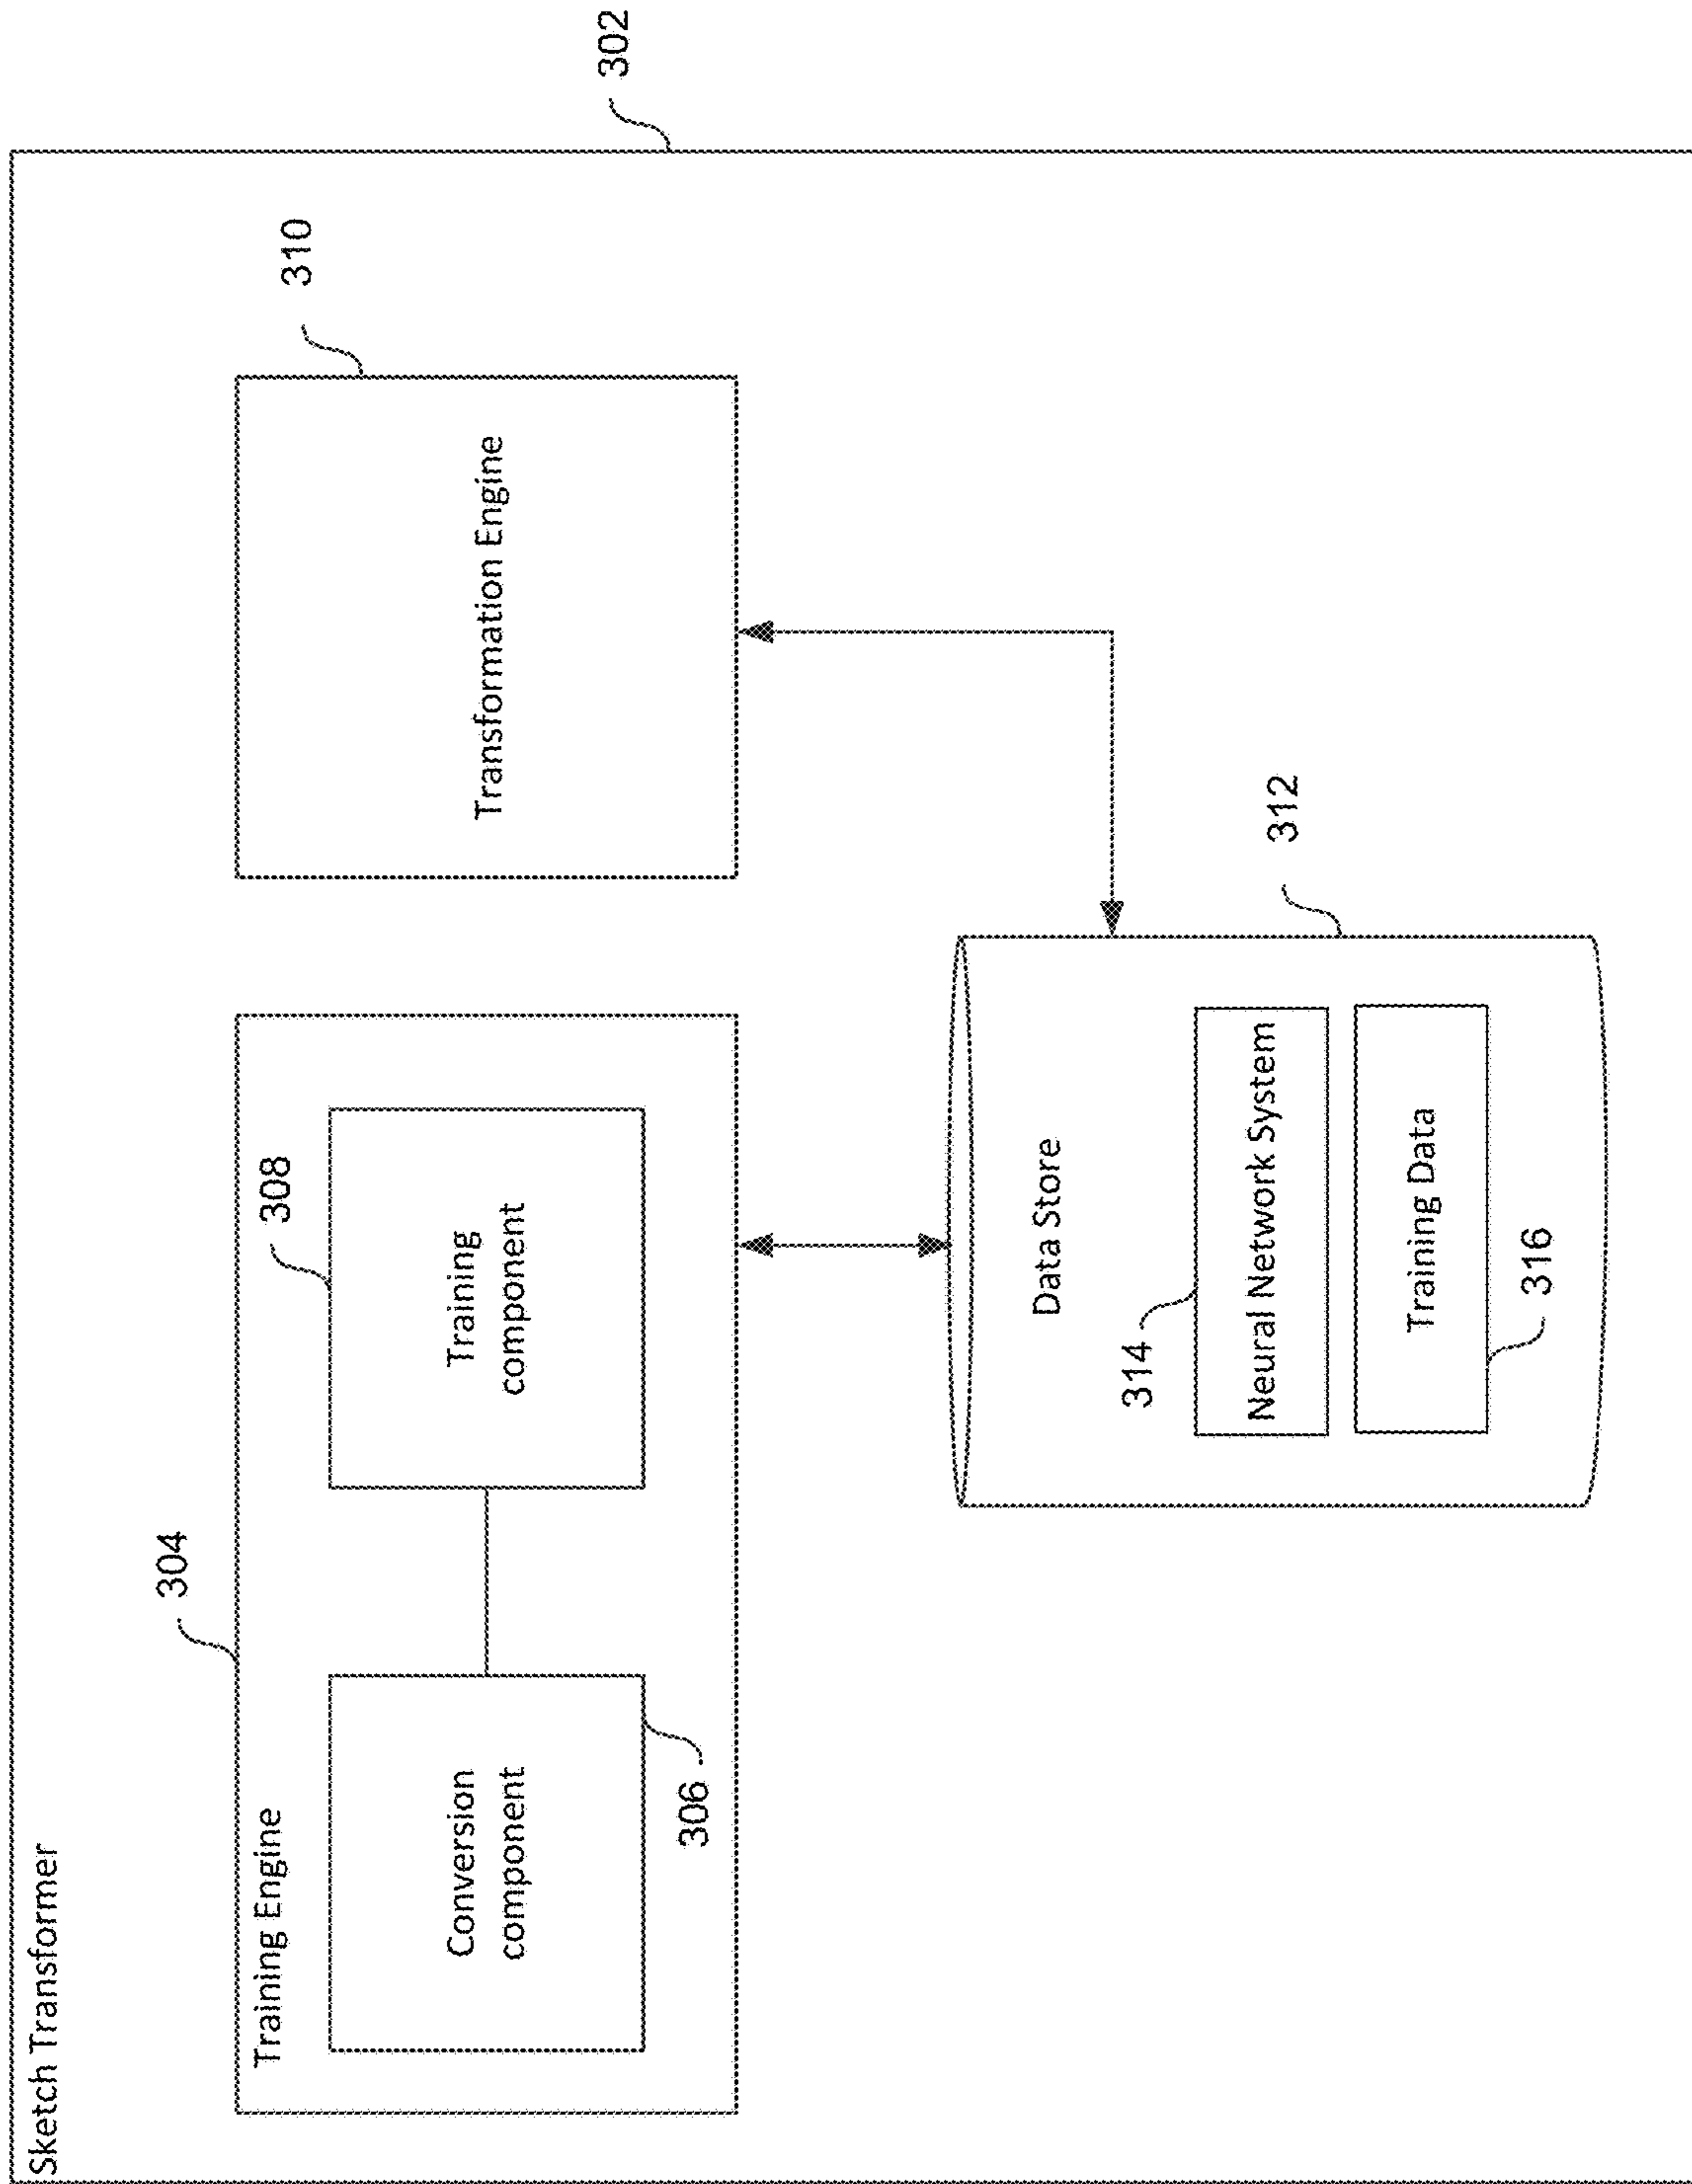 Sketch Transformer
302
304
Training Engine
Conversion
component
306
308
Training
component
310
Transformation Engine
312
Data Store
314
Neural Network System
Training Data
316